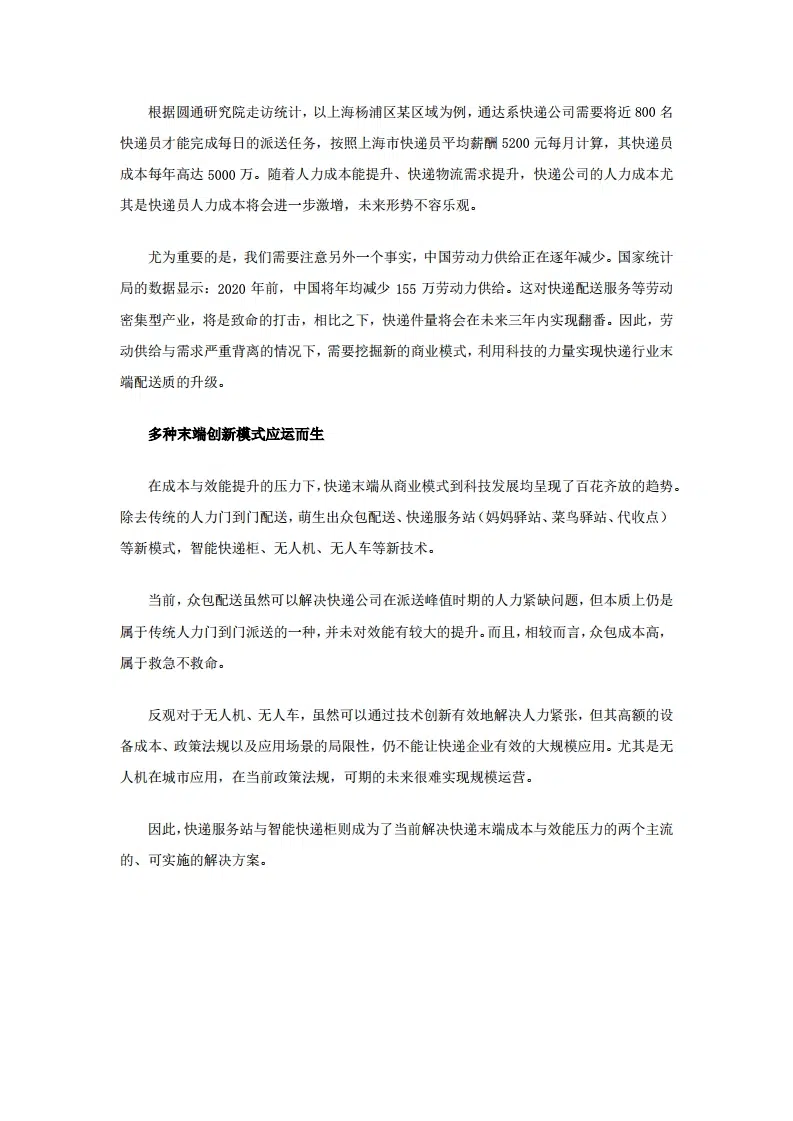 根据圆通研究院走访统计，以上海杨浦区某区域为例，通达系快递公司需要将近 800 名
快递员才能完成每日的派送任务，按照上海市快递员平均薪酬 5200 元每月计算，其快递员
成本每年高达 5000 万。随着人力成本能提升、快递物流需求提升，快递公司的人力成本尤
其是快递员人力成本将会进一步激增，未来形势不容乐观。
尤为重要的是，我们需要注意另外一个事实，中国劳动力供给正在逐年减少。国家统计
局的数据显示：2020 年前，中国将年均减少 155 万劳动力供给。这对快递配送服务等劳动
密集型产业，将是致命的打击，相比之下，快递件量将会在未来三年内实现翻番。因此，劳
动供给与需求严重背离的情况下，需要挖掘新的商业模式，利用科技的力量实现快递行业末
端配送质的升级。
多种末端创新模式应运而生
在成本与效能提升的压力下，快递末端从商业模式到科技发展均呈现了百花齐放的趋势。
除去传统的人力门到门配送，萌生出众包配送、快递服务站（妈妈驿站、菜鸟驿站、代收点）
等新模式，智能快递柜、无人机、无人车等新技术。
当前，众包配送虽然可以解决快递公司在派送峰值时期的人力紧缺问题，但本质上仍是
属于传统人力门到门派送的一种，并未对效能有较大的提升。而且，相较而言，众包成本高，
属于救急不救命。
反观对于无人机、无人车，虽然可以通过技术创新有效地解决人力紧张，但其高额的设
备成本、政策法规以及应用场景的局限性，仍不能让快递企业有效的大规模应用。尤其是无
人机在城市应用，在当前政策法规，可期的未来很难实现规模运营。
因此，快递服务站与智能快递柜则成为了当前解决快递末端成本与效能压力的两个主流
的、可实施的解决方案。